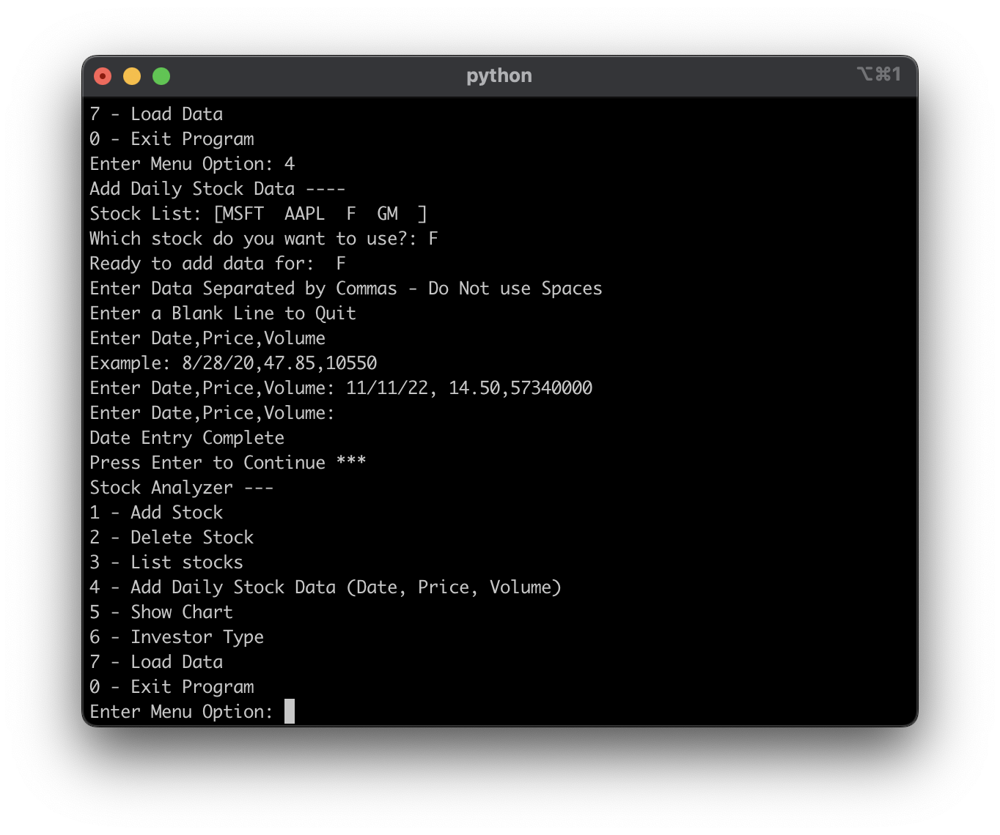 python
⌥⌘1
7 - Load Data
0 - Exit Program
Enter Menu Option: 4
Add Daily Stock Data ----
Stock List: [MSFT  AAPL  F  GM  ]
Which stock do you want to use?: F
Ready to add data for:  F
Enter Data Separated by Commas - Do Not use Spaces
Enter a Blank Line to Quit
Enter Date,Price,Volume
Example: 8/28/20,47.85,10550
Enter Date,Price,Volume: 11/11/22, 14.50,57340000
Enter Date,Price,Volume:
Date Entry Complete
Press Enter to Continue ***
Stock Analyzer ---
1 - Add Stock
2 - Delete Stock
3 - List stocks
4 - Add Daily Stock Data (Date, Price, Volume)
5 - Show Chart
6 - Investor Type
7 - Load Data
0 - Exit Program
Enter Menu Option: